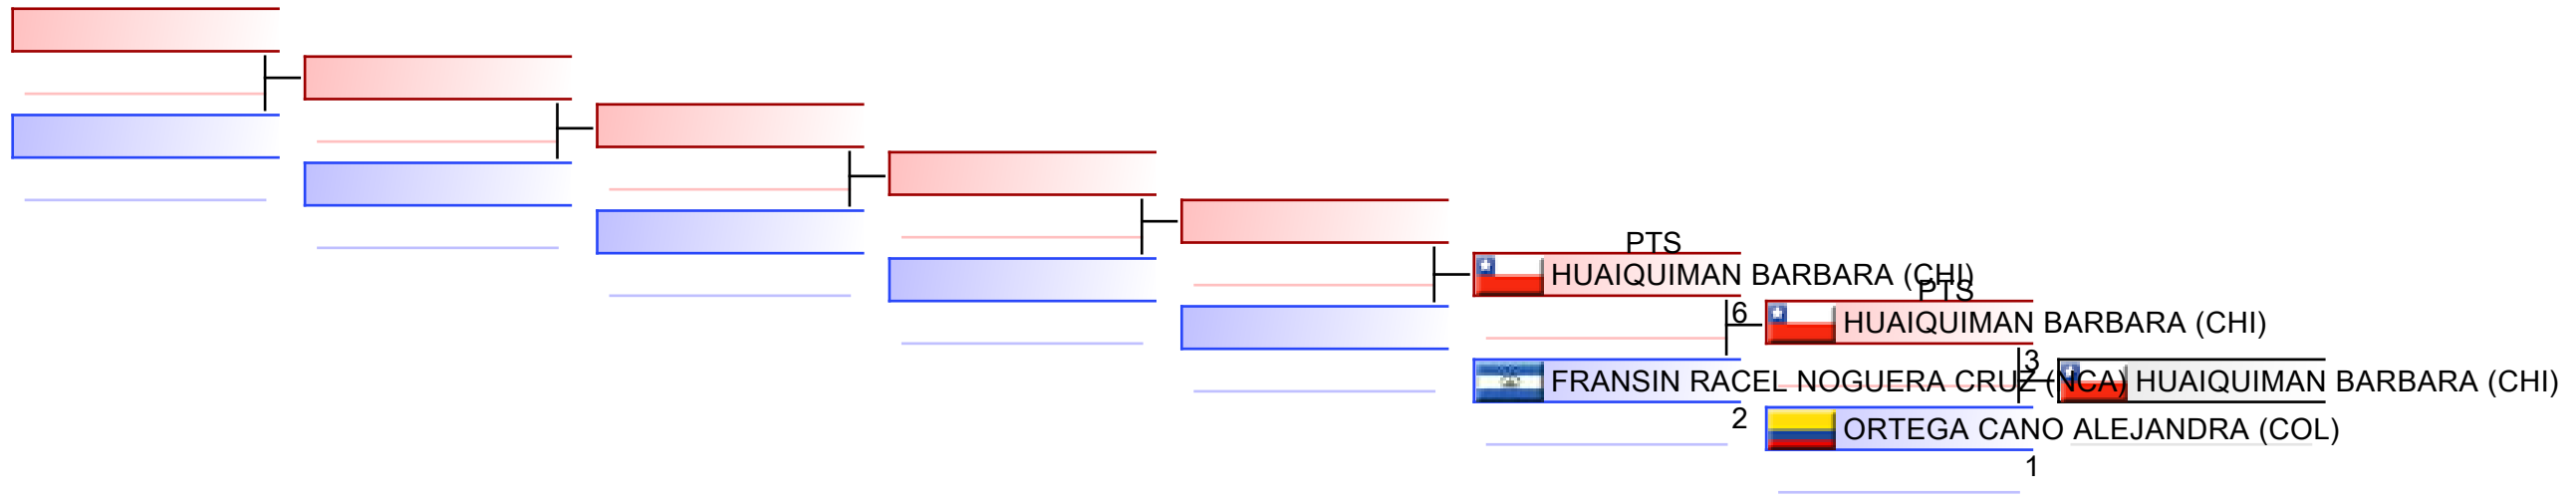 PTS
HUAIQUIMAN BARBARA (CHI)
PTS
6
HUAIQUIMAN BARBARA (CHI)
3
FRANSIN RACEL NOGUERA CRUZ (NCA)
HUAIQUIMAN BARBARA (CHI)
2
ORTEGA CANO ALEJANDRA (COL)
1